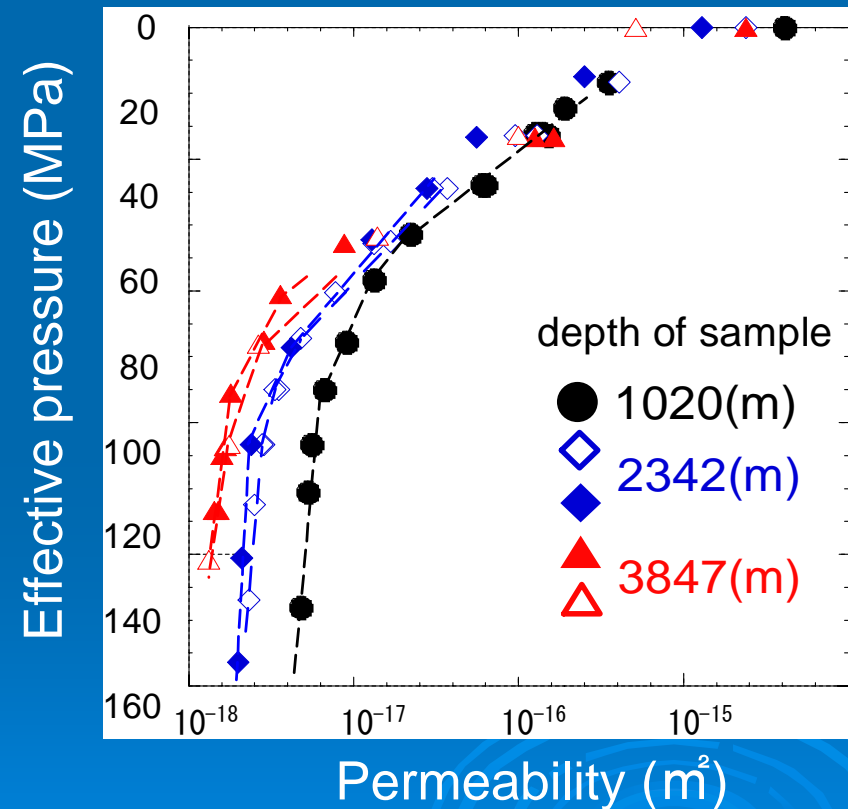 Effective pressure (MPa)
0
20
40
60
80
100
120
140
160
depth of sample
1020(m)
2342(m)
3847(m)
10⁻¹⁸ 10⁻¹⁷ 10⁻¹⁶ 10⁻¹⁵
Permeability (m²)